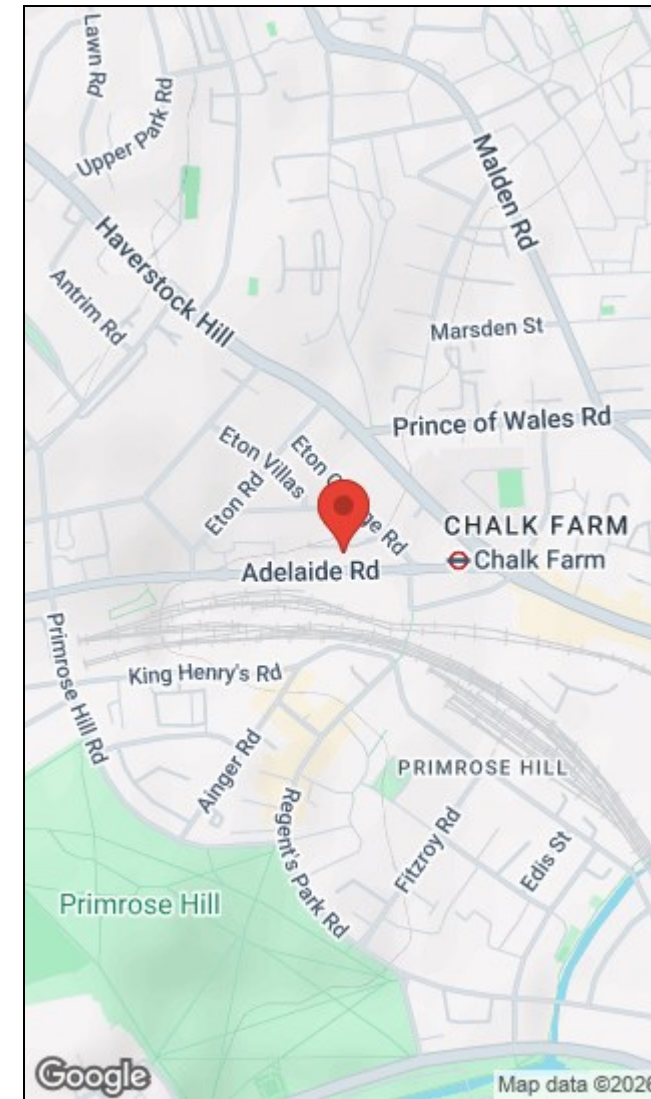 Lawn Rd
Upper Park Rd
Malden Rd
Haverstock Hill
Antrim Rd
Marsden St
Prince of Wales Rd
Eton Villas
Eton Rd
CHALK FARM
Chalk Farm
Adelaide Rd
King Henry's Rd
Primrose Hill Rd
Ainger Rd
PRIMROSE HILL
Regent's Park Rd
Fitzroy Rd
Edis St
Primrose Hill
Google
Map data ©2026